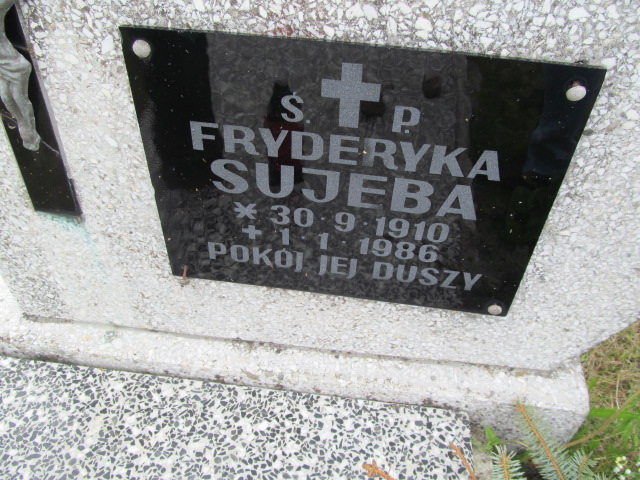 Ś. P.
FRYDERYKA
SUJEBA
* 30 9 1910
+ 1 1 1986
POKÓJ JEJ DUSZY